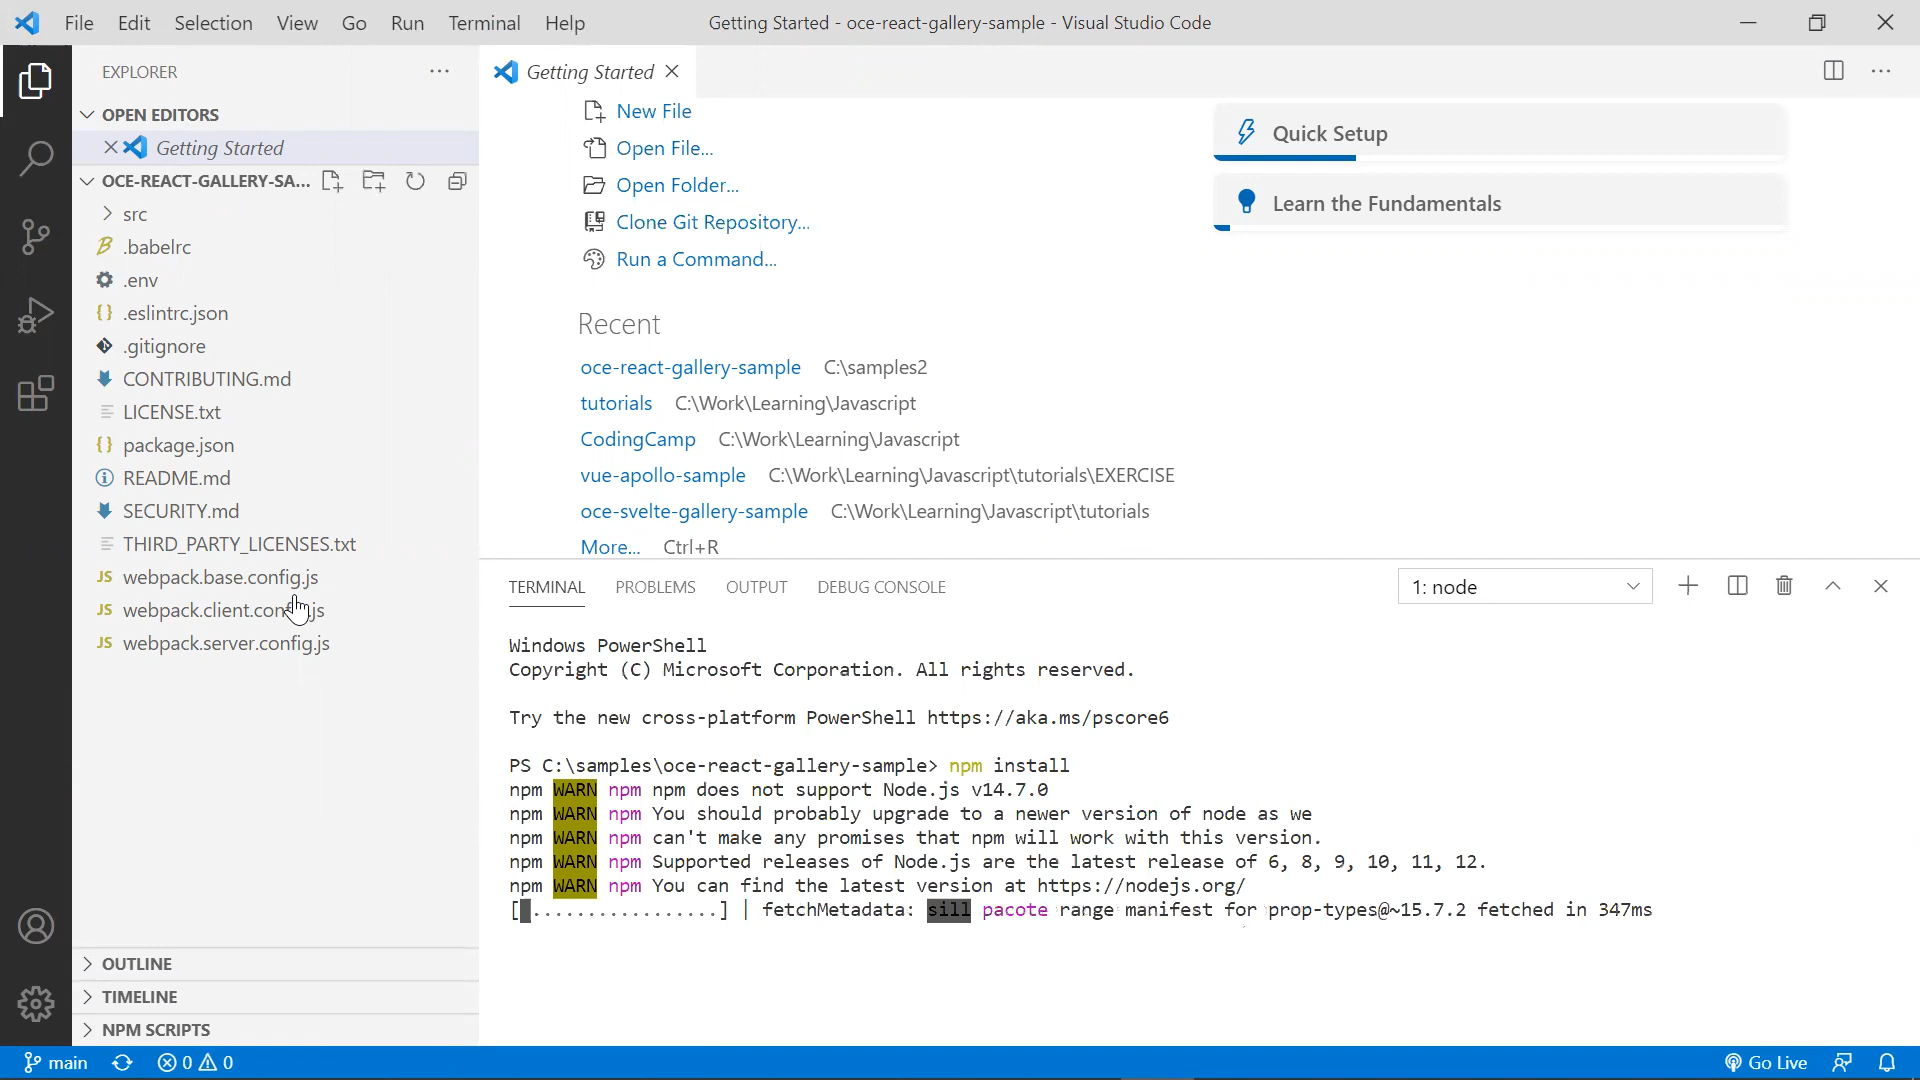 File Edit Selection View Go Run Terminal Help
Getting Started - oce-react-gallery-sample - Visual Studio Code
EXPLORER
OPEN EDITORS
Getting Started
OCE-REACT-GALLERY-SA...
src
.babelrc
.env
.eslintrc.json
.gitignore
CONTRIBUTING.md
LICENSE.txt
package.json
README.md
SECURITY.md
THIRD_PARTY_LICENSES.txt
webpack.base.config.js
webpack.client.config.js
webpack.server.config.js
OUTLINE
TIMELINE
NPM SCRIPTS
Getting Started
New File
Open File...
Open Folder...
Clone Git Repository...
Run a Command...
Recent
oce-react-gallery-sample C:\samples2
tutorials C:\Work\Learning\Javascript
CodingCamp C:\Work\Learning\Javascript
vue-apollo-sample C:\Work\Learning\Javascript\tutorials\EXERCISE
oce-svelte-gallery-sample C:\Work\Learning\Javascript\tutorials
More... Ctrl+R
Quick Setup
Learn the Fundamentals
TERMINAL PROBLEMS OUTPUT DEBUG CONSOLE
1: node
Windows PowerShell
Copyright (C) Microsoft Corporation. All rights reserved.
Try the new cross-platform PowerShell https://aka.ms/pscore6
PS C:\samples\oce-react-gallery-sample> npm install
npm WARN npm npm does not support Node.js v14.7.0
npm WARN npm You should probably upgrade to a newer version of node as we
npm WARN npm can't make any promises that npm will work with this version.
npm WARN npm Supported releases of Node.js are the latest release of 6, 8, 9, 10, 11, 12.
npm WARN npm You can find the latest version at https://nodejs.org/
[ .................] | fetchMetadata: sill pacote range manifest for prop-types@~15.7.2 fetched in 347ms
main 0 0
Go Live